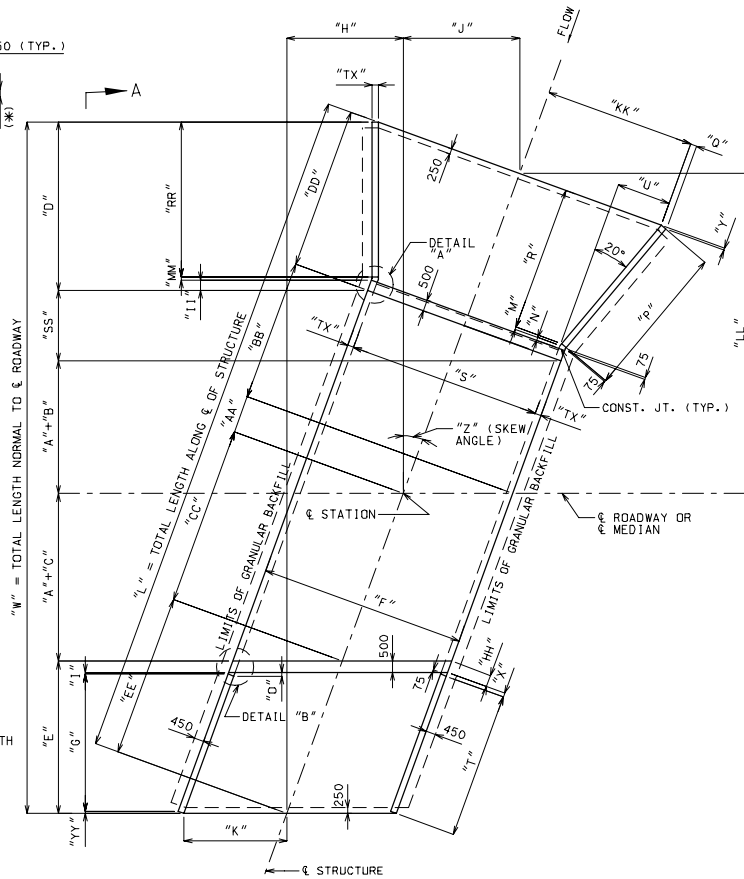 50 (TYP.)
"H"
"J"
FLOW
"TX"
A
(*)
"KK"
"Q"
"DD"
250
"U"
"Y"
"D"
"RR"
DETAIL
"A"
"R"
20°
"MM"
"II"
500
"M"
"N"
"P"
"LL"
"BB"
"TX"
"S"
75
75
"SS"
"TX"
CONST. JT. (TYP.)
"W" = TOTAL LENGTH NORMAL TO ℄ ROADWAY
"L" = TOTAL LENGTH ALONG ℄ OF STRUCTURE
"A"+"B"
"AA"
"Z" (SKEW
ANGLE)
"CC"
℄ STATION
℄ ROADWAY OR
℄ MEDIAN
LIMITS OF GRANULAR BACKFILL
LIMITS OF GRANULAR BACKFILL
"A"+"C"
"F"
500
"HH"
"X"
"I"
"O"
75
"EE"
DETAIL "B"
450
450
"E"
"G"
TH
"T"
250
"YY"
"K"
℄ STRUCTURE